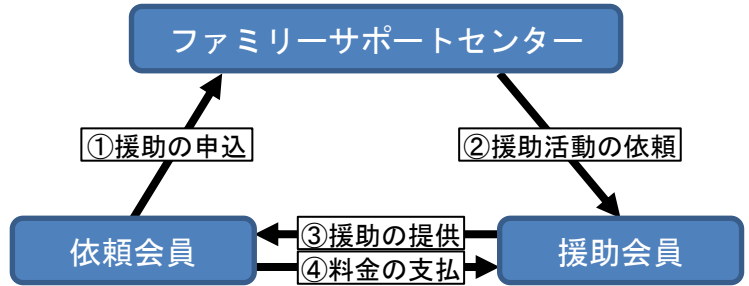 ファミリーサポートセンター
①援助の申込
②援助活動の依頼
依頼会員
③援助の提供
④料金の支払
援助会員